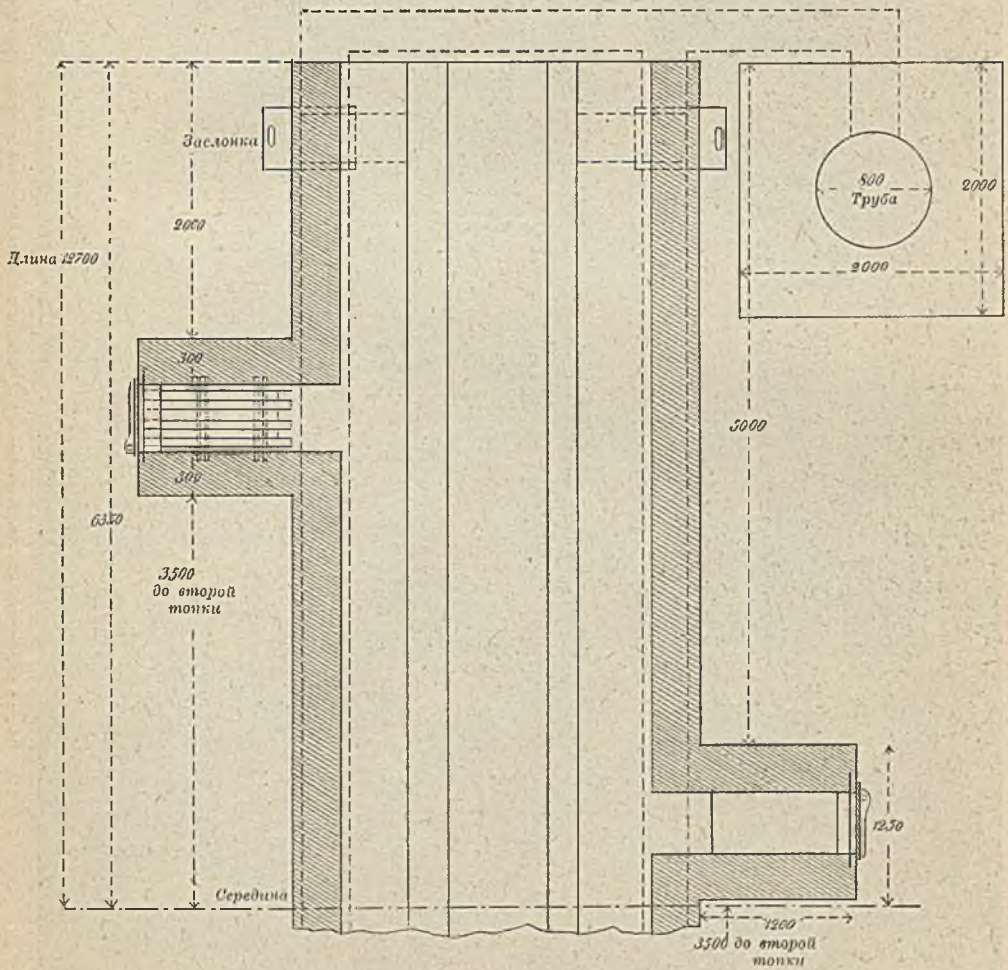 Заслонка
2000
Длина 12700
300
300
6350
3500
до второй
топки
Середина
800
Труба
2000
2000
5000
1250
1200
3500 до второй
топки